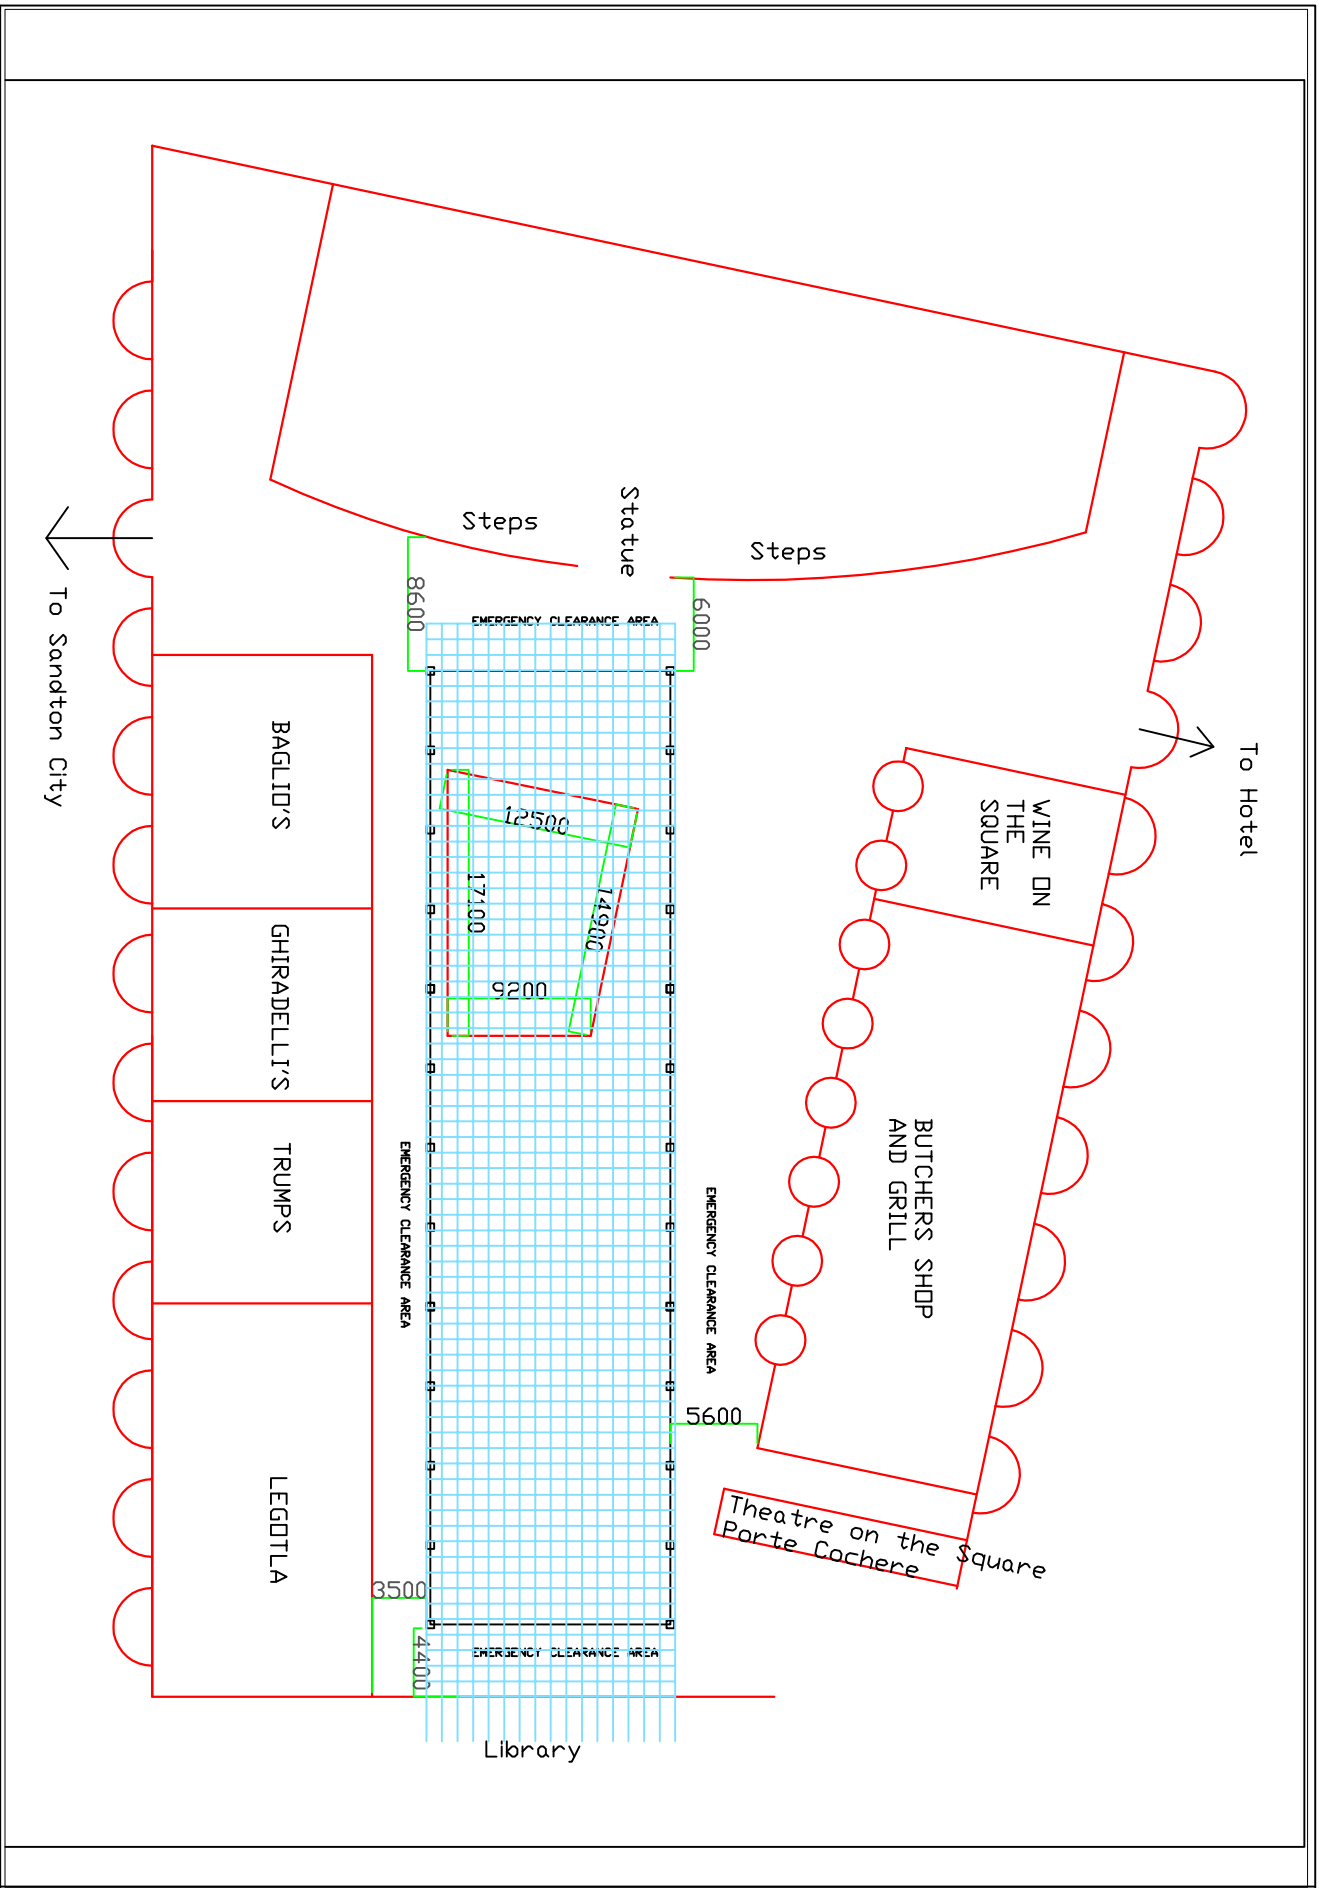 Statue
Steps
Steps
8600
6000
EMERGENCY CLEARANCE AREA
To Sandton City
To Hotel
BAGLIO'S
WINE ON
THE
SQUARE
12500
17100
14900
9200
GHIRADELLI'S
TRUMPS
EMERGENCY CLEARANCE AREA
EMERGENCY CLEARANCE AREA
BUTCHERS SHOP
AND GRILL
5600
LEGOTLA
Theatre on the Square
Porte Cochere
3500
4400
EMERGENCY CLEARANCE AREA
Library